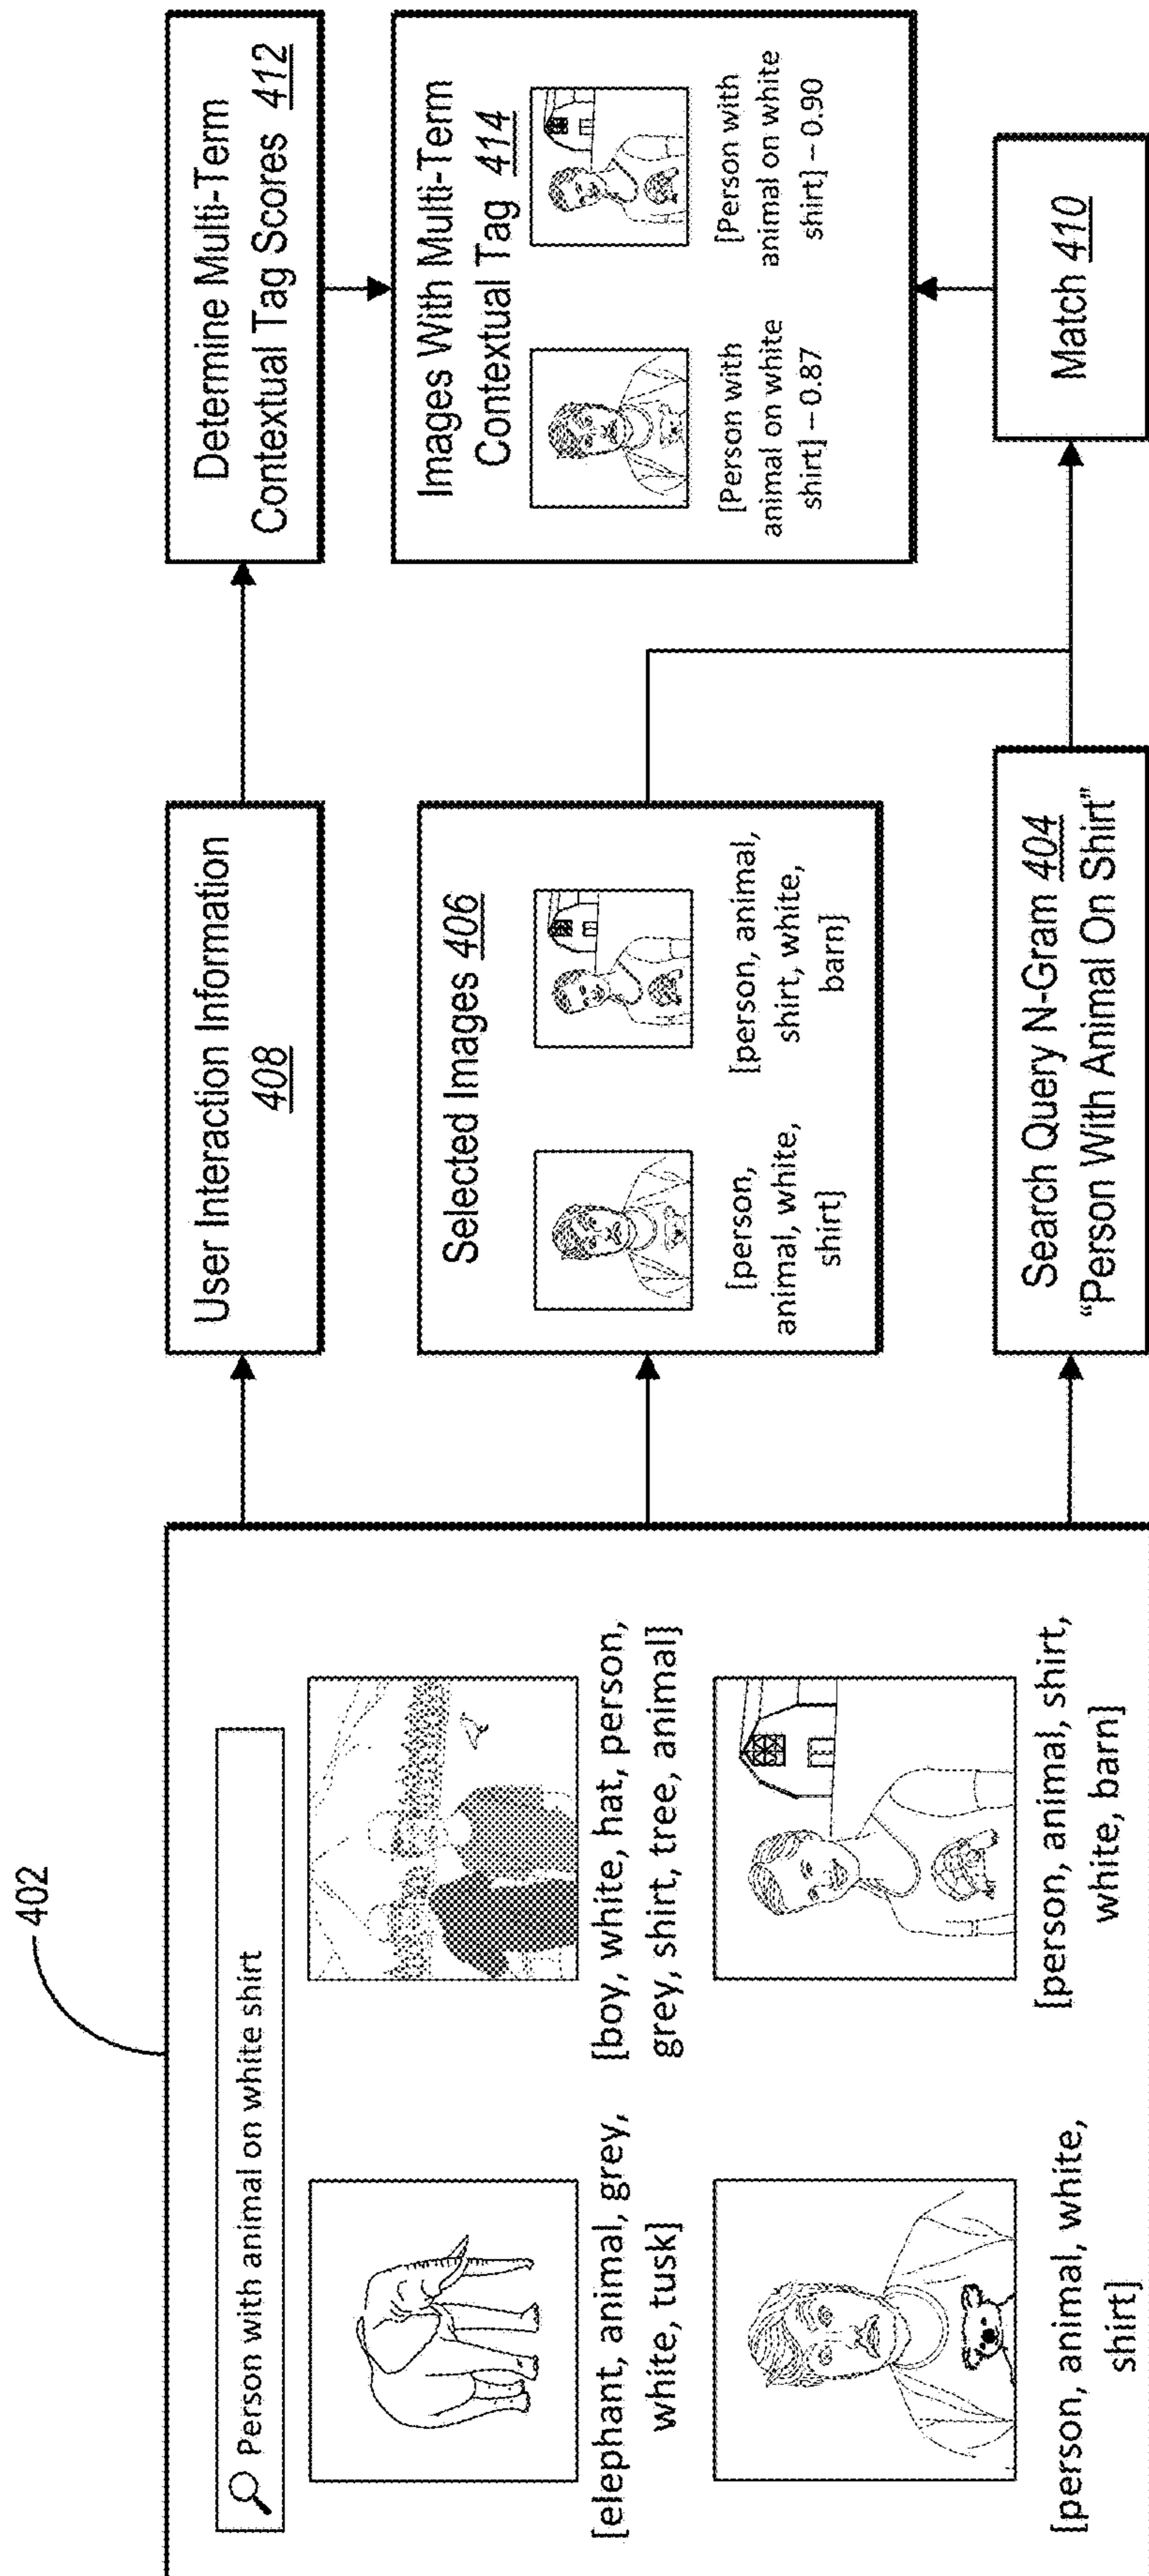 402
Person with animal on white shirt
[elephant, animal, grey,
white, tusk]
[boy, white, hat, person,
grey, shirt, tree, animal]
[person, animal, white,
shirt]
[person, animal, shirt,
white, barn]
User Interaction Information
408
Selected Images 406
[person,
animal, white,
shirt]
[person, animal,
shirt, white,
barn]
Search Query N-Gram 404
“Person With Animal On Shirt”
Determine Multi-Term
Contextual Tag Scores 412
Images With Multi-Term
Contextual Tag 414
[Person with
animal on white
shirt] – 0.87
[Person with
animal on white
shirt] – 0.90
Match 410